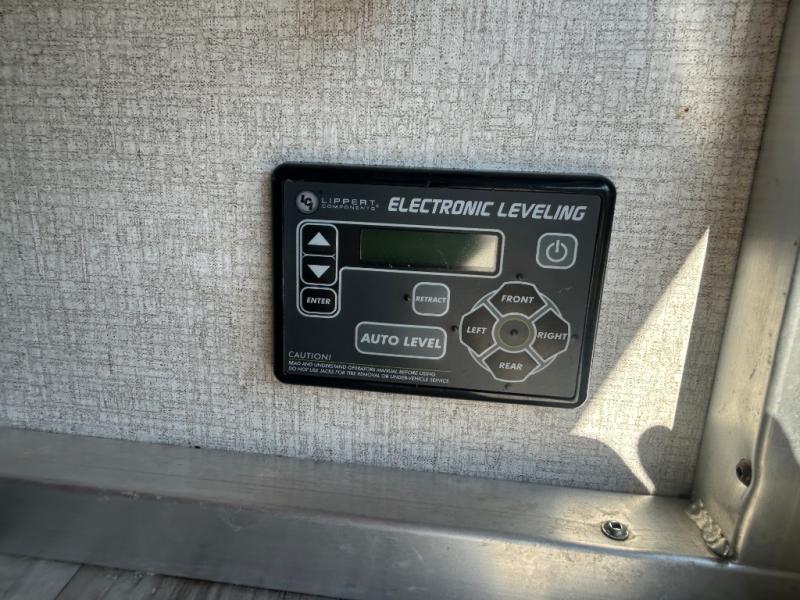 LCI LIPPERT COMPONENTS® ELECTRONIC LEVELING
ENTER
RETRACT
AUTO LEVEL
FRONT
LEFT
RIGHT
REAR
CAUTION!
READ AND UNDERSTAND OPERATORS MANUAL BEFORE USING.
DO NOT USE JACKS FOR TIRE REMOVAL OR UNDER-VEHICLE SERVICE.